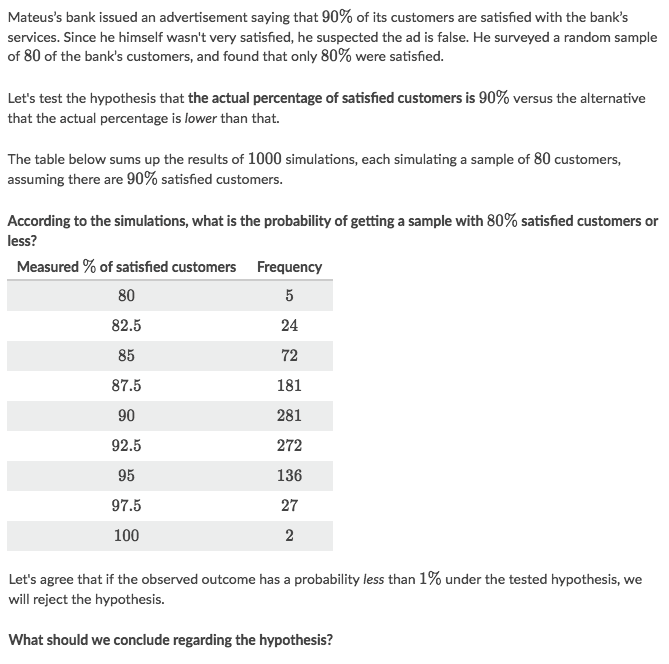 Mateus's bank issued an advertisement saying that 90% of its customers are satisfied with the bank's
services. Since he himself wasn't very satisfied, he suspected the ad is false. He surveyed a random sample
of 80 of the bank's customers, and found that only 80% were satisfied.
Let's test the hypothesis that the actual percentage of satisfied customers is 90% versus the alternative
that the actual percentage is lower than that.
The table below sums up the results of 1000 simulations, each simulating a sample of 80 customers,
assuming there are 90% satisfied customers.
According to the simulations, what is the probability of getting a sample with 80% satisfied customers or
less?
Measured % of satisfied customers Frequency
80 5
82.5 24
85 72
87.5 181
90 281
92.5 272
95 136
97.5 27
100 2
Let's agree that if the observed outcome has a probability less than 1% under the tested hypothesis, we
will reject the hypothesis.
What should we conclude regarding the hypothesis?